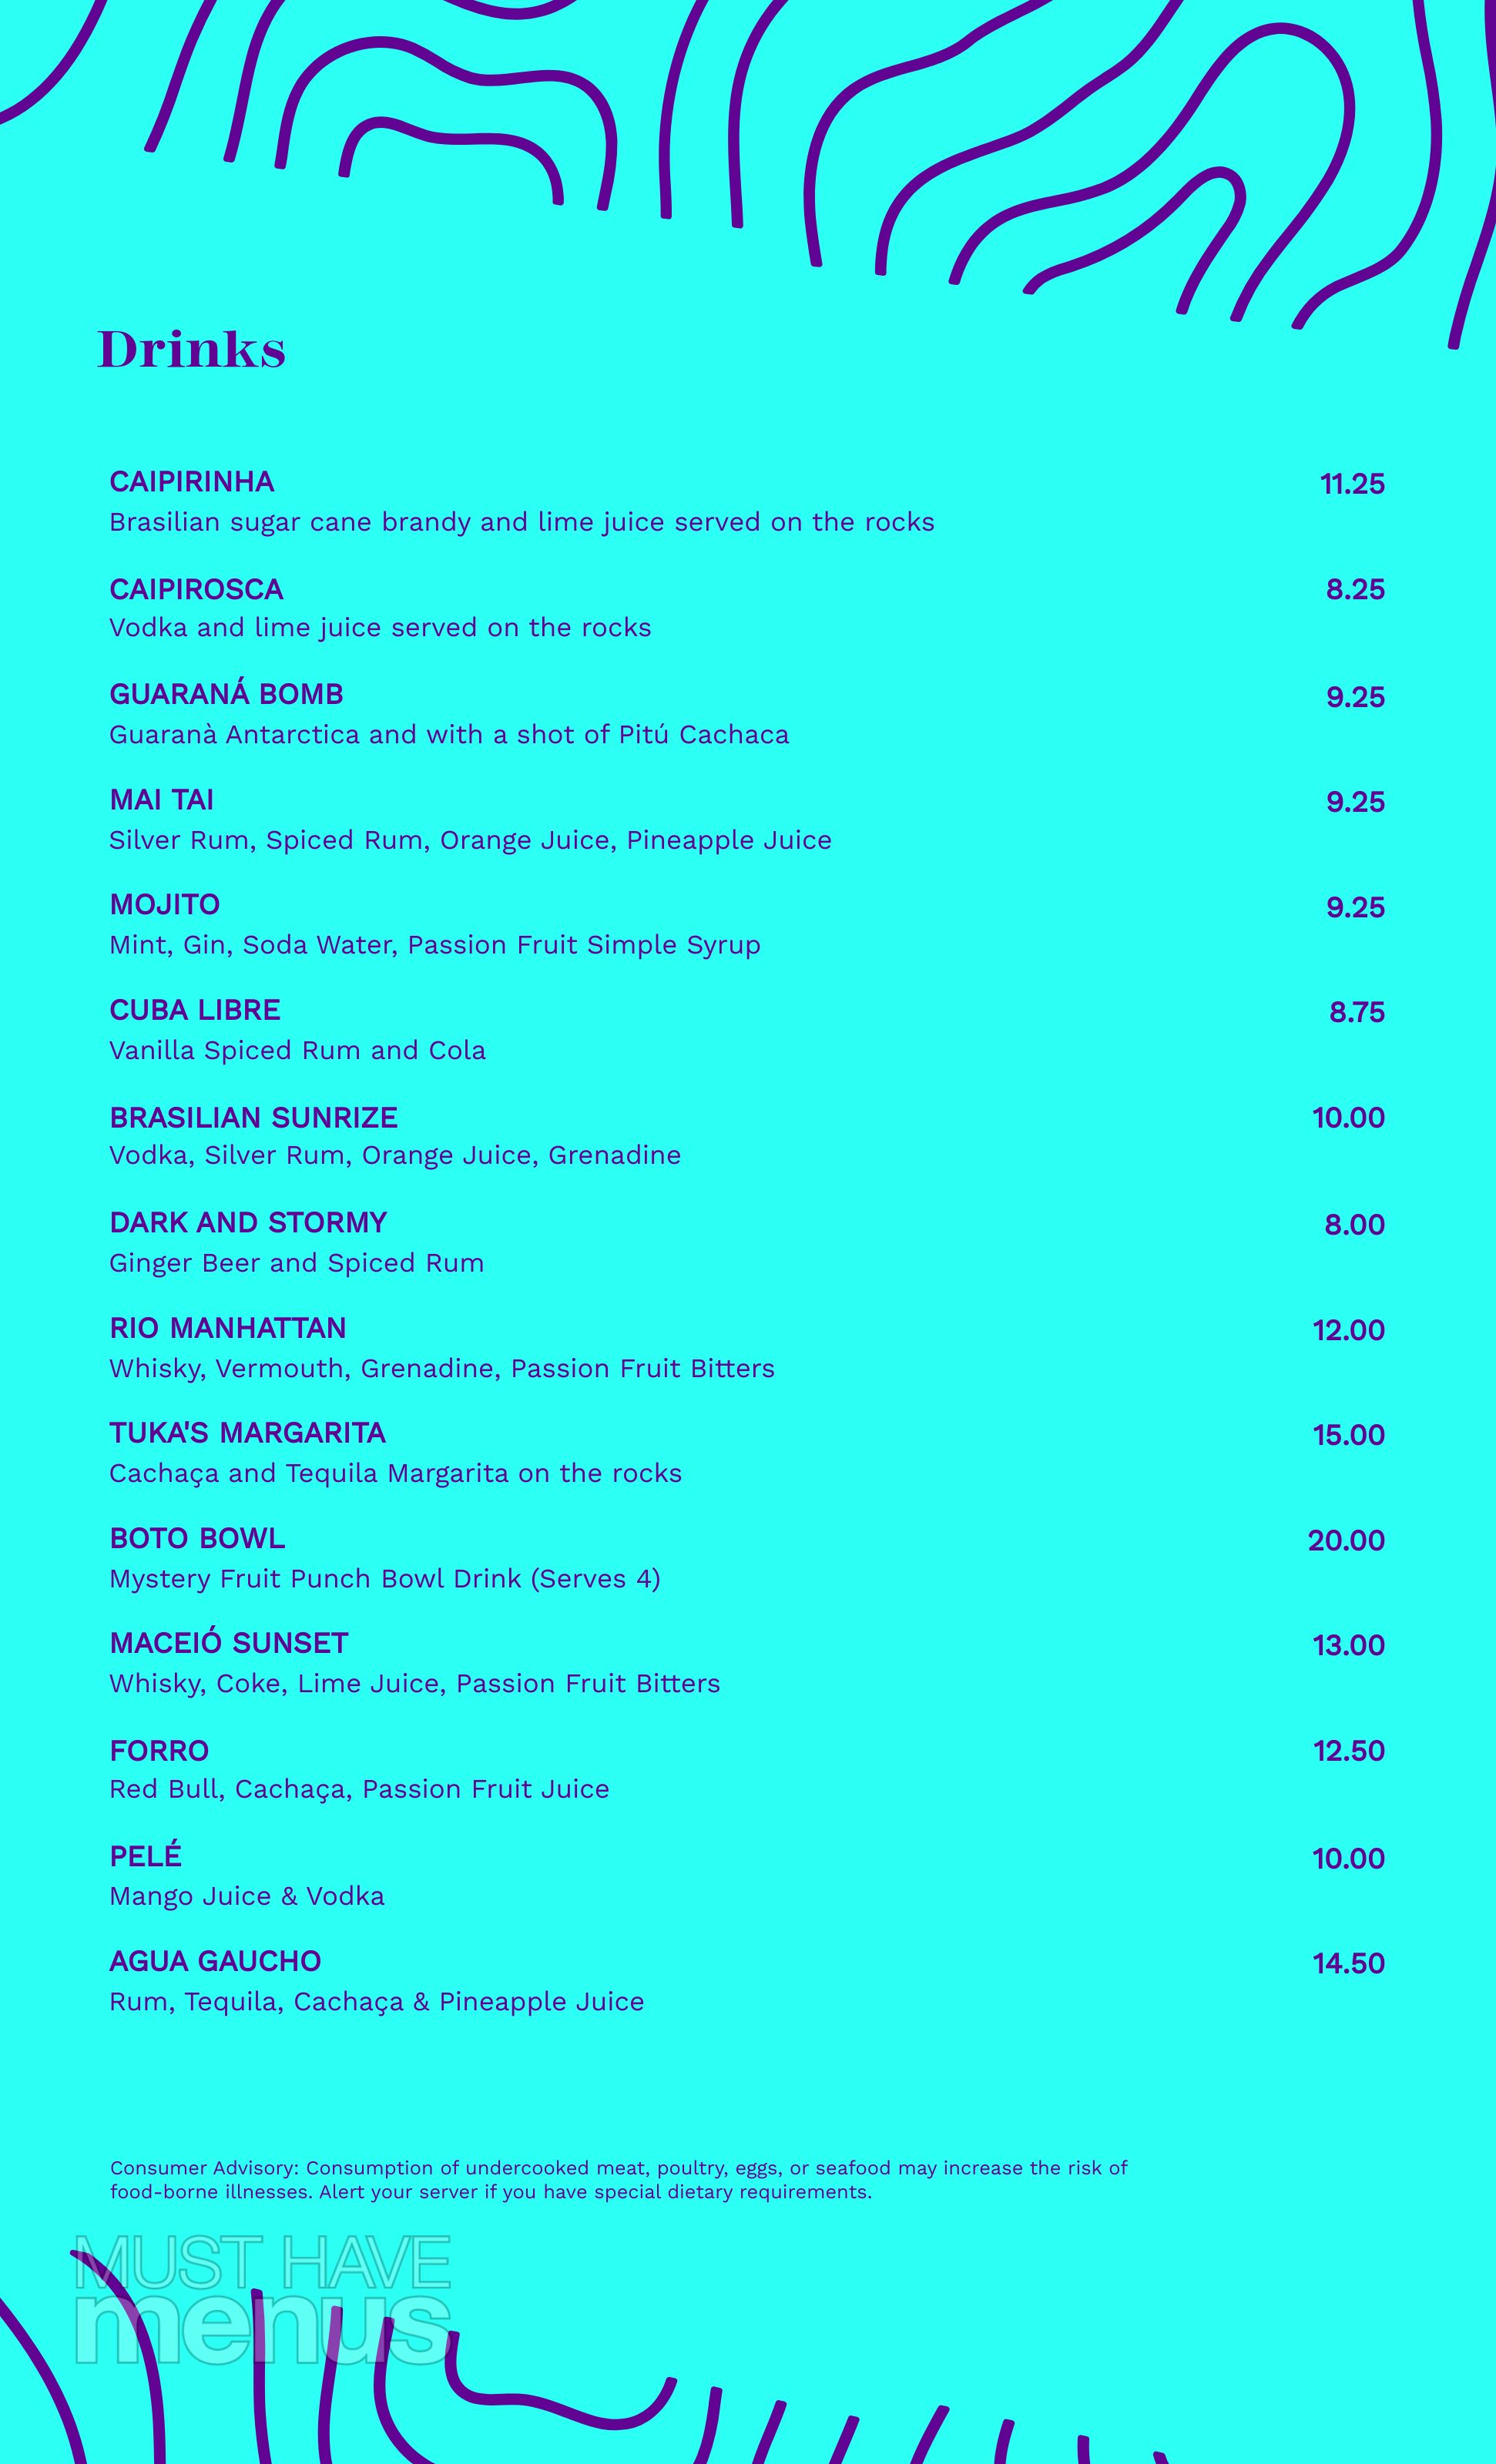 Drinks
CAIPIRINHA 11.25
Brasilian sugar cane brandy and lime juice served on the rocks
CAIPIROSCA 8.25
Vodka and lime juice served on the rocks
GUARANÁ BOMB 9.25
Guaranà Antarctica and with a shot of Pitú Cachaca
MAI TAI 9.25
Silver Rum, Spiced Rum, Orange Juice, Pineapple Juice
MOJITO 9.25
Mint, Gin, Soda Water, Passion Fruit Simple Syrup
CUBA LIBRE 8.75
Vanilla Spiced Rum and Cola
BRASILIAN SUNRIZE 10.00
Vodka, Silver Rum, Orange Juice, Grenadine
DARK AND STORMY 8.00
Ginger Beer and Spiced Rum
RIO MANHATTAN 12.00
Whisky, Vermouth, Grenadine, Passion Fruit Bitters
TUKA'S MARGARITA 15.00
Cachaça and Tequila Margarita on the rocks
BOTO BOWL 20.00
Mystery Fruit Punch Bowl Drink (Serves 4)
MACEIÓ SUNSET 13.00
Whisky, Coke, Lime Juice, Passion Fruit Bitters
FORRO 12.50
Red Bull, Cachaça, Passion Fruit Juice
PELÉ 10.00
Mango Juice & Vodka
AGUA GAUCHO 14.50
Rum, Tequila, Cachaça & Pineapple Juice
Consumer Advisory: Consumption of undercooked meat, poultry, eggs, or seafood may increase the risk of
food-borne illnesses. Alert your server if you have special dietary requirements.
MUST HAVE
menus